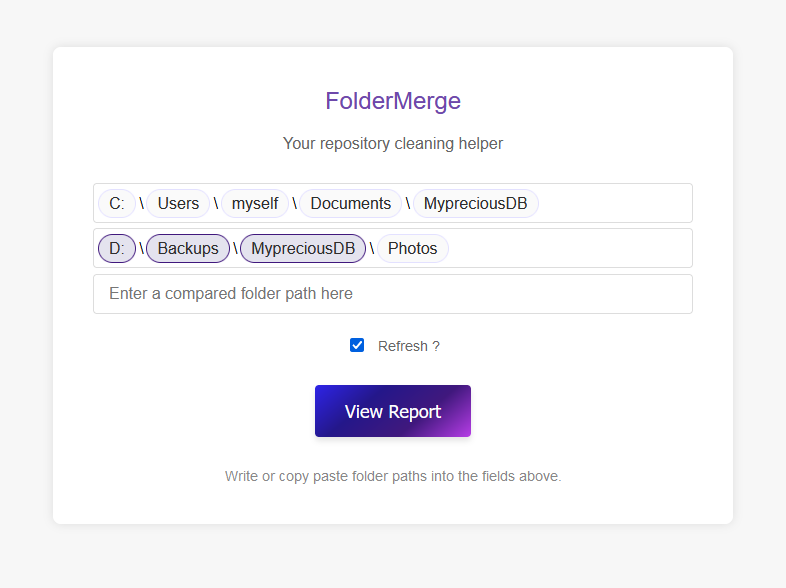 FolderMerge
Your repository cleaning helper
C: \ Users \ myself \ Documents \ MypreciousDB
D: \ Backups \ MypreciousDB \ Photos
Enter a compared folder path here
Refresh ?
View Report
Write or copy paste folder paths into the fields above.